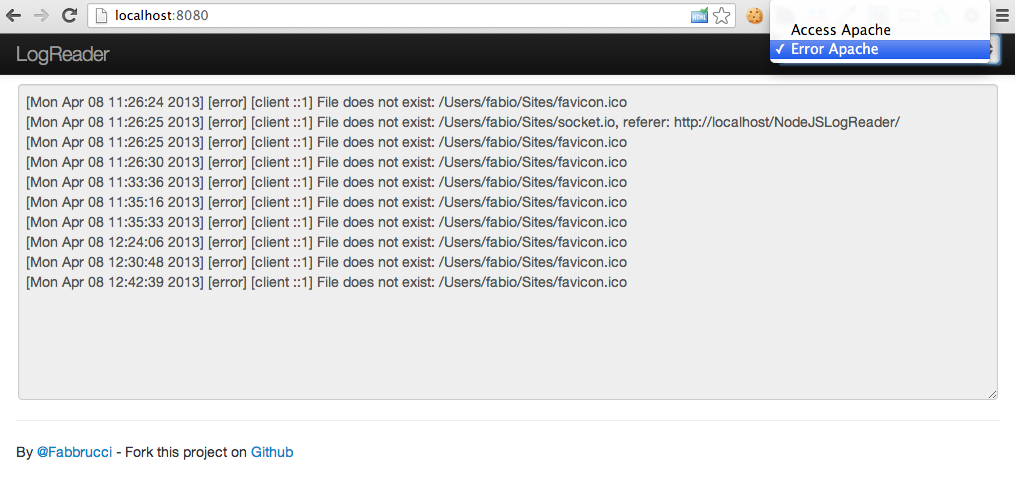 localhost:8080
Access Apache
✓ Error Apache
LogReader
[Mon Apr 08 11:26:24 2013] [error] [client ::1] File does not exist: /Users/fabio/Sites/favicon.ico
[Mon Apr 08 11:26:25 2013] [error] [client ::1] File does not exist: /Users/fabio/Sites/socket.io, referer: http://localhost/NodeJSLogReader/
[Mon Apr 08 11:26:25 2013] [error] [client ::1] File does not exist: /Users/fabio/Sites/favicon.ico
[Mon Apr 08 11:26:30 2013] [error] [client ::1] File does not exist: /Users/fabio/Sites/favicon.ico
[Mon Apr 08 11:33:36 2013] [error] [client ::1] File does not exist: /Users/fabio/Sites/favicon.ico
[Mon Apr 08 11:35:16 2013] [error] [client ::1] File does not exist: /Users/fabio/Sites/favicon.ico
[Mon Apr 08 11:35:33 2013] [error] [client ::1] File does not exist: /Users/fabio/Sites/favicon.ico
[Mon Apr 08 12:24:06 2013] [error] [client ::1] File does not exist: /Users/fabio/Sites/favicon.ico
[Mon Apr 08 12:30:48 2013] [error] [client ::1] File does not exist: /Users/fabio/Sites/favicon.ico
[Mon Apr 08 12:42:39 2013] [error] [client ::1] File does not exist: /Users/fabio/Sites/favicon.ico
By @Fabbrucci - Fork this project on Github